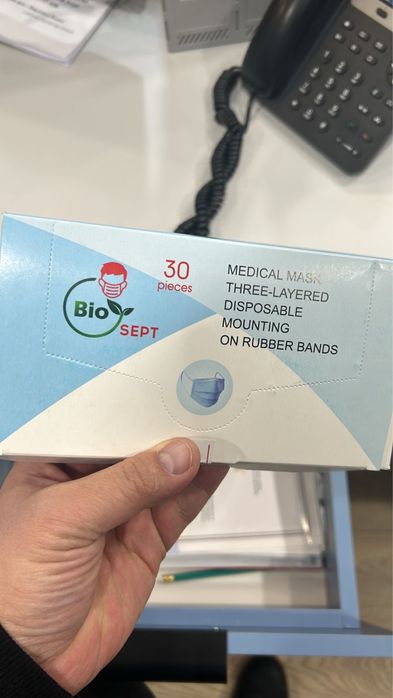 30
pieces
Bio
SEPT
MEDICAL MASK
THREE-LAYERED
DISPOSABLE
MOUNTING
ON RUBBER BANDS